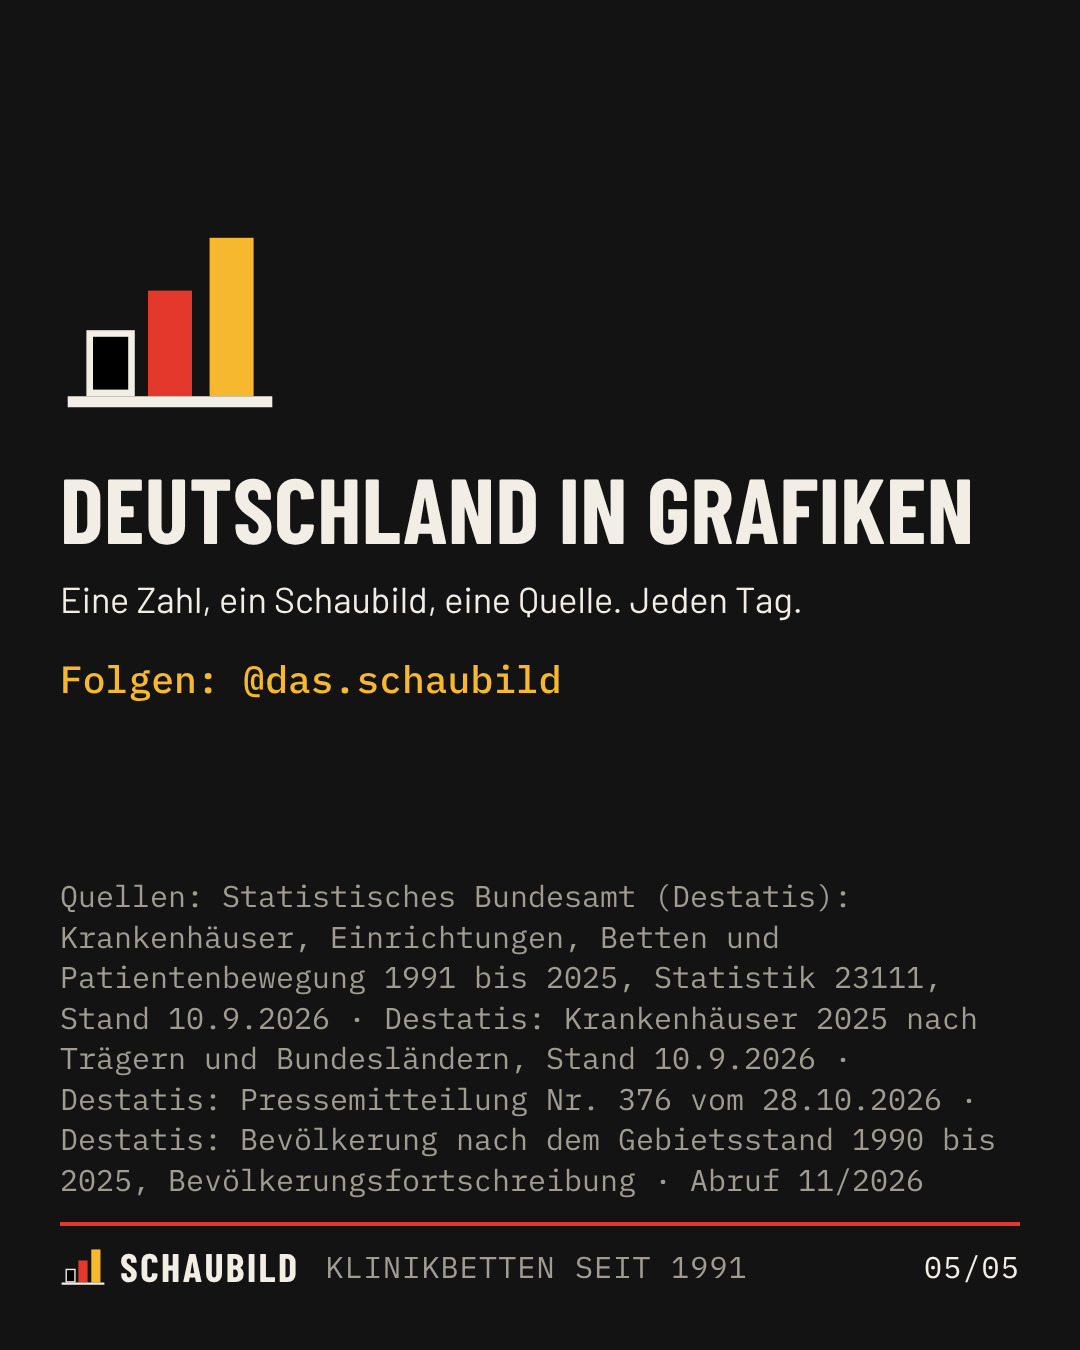 DEUTSCHLAND IN GRAFIKEN
Eine Zahl, ein Schaubild, eine Quelle. Jeden Tag.
Folgen: @das.schaubild
Quellen: Statistisches Bundesamt (Destatis):
Krankenhäuser, Einrichtungen, Betten und
Patientenbewegung 1991 bis 2025, Statistik 23111,
Stand 10.9.2026 · Destatis: Krankenhäuser 2025 nach
Trägern und Bundesländern, Stand 10.9.2026 ·
Destatis: Pressemitteilung Nr. 376 vom 28.10.2026 ·
Destatis: Bevölkerung nach dem Gebietsstand 1990 bis
2025, Bevölkerungsfortschreibung · Abruf 11/2026
SCHAUBILD KLINIKBETTEN SEIT 1991 05/05